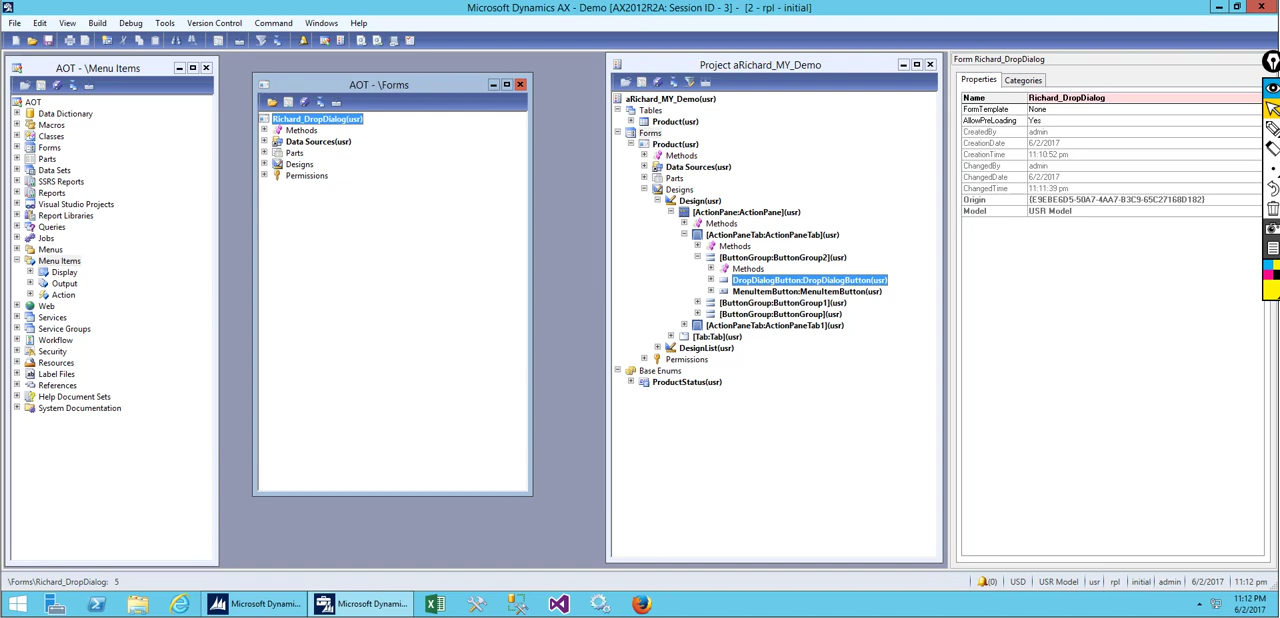 Microsoft Dynamics AX - Demo [AX2012R2A: Session ID - 3] - [2 - rpl - initial]
File Edit View Build Debug Tools Version Control Command Windows Help
AOT - \Menu Items
AOT
Data Dictionary
Macros
Classes
Forms
Parts
Data Sets
SSRS Reports
Reports
Visual Studio Projects
Report Libraries
Queries
Jobs
Menus
Menu Items
Display
Output
Action
Web
Services
Service Groups
Workflow
Security
Resources
Label Files
References
Help Document Sets
System Documentation
AOT - \Forms
Richard_DropDialog(usr)
Methods
Data Sources(usr)
Parts
Designs
Permissions
Project aRichard_MY_Demo(usr)
aRichard_MY_Demo(usr)
Tables
Product(usr)
Forms
Product(usr)
Methods
Data Sources(usr)
Parts
Designs
Design(usr)
[ActionPane:ActionPane](usr)
Methods
[ActionPaneTab:ActionPaneTab](usr)
Methods
[ButtonGroup:ButtonGroup2](usr)
Methods
DropDialogButton:DropDialogButton(usr)
MenuItemButton:MenuItemButton(usr)
[ButtonGroup:ButtonGroup1](usr)
[ButtonGroup:ButtonGroup](usr)
[ActionPaneTab:ActionPaneTab1](usr)
[Tab:Tab](usr)
DesignList(usr)
Permissions
Base Enums
ProductStatus(usr)
Form Richard_DropDialog
Properties Categories
Name Richard_DropDialog
FormTemplate None
AllowPreLoading Yes
CreatedBy admin
CreationDate 6/2/2017
CreationTime 11:10:52 pm
ChangedBy admin
ChangedDate 6/2/2017
ChangedTime 11:11:39 pm
Origin {E9EBE6D5-50A7-4AA7-B3C9-65C27168D182}
Model USR Model
\Forms\Richard_DropDialog: 5
(0) USD USR Model usr rpl initial admin 6/2/2017 11:12 pm
Microsoft Dynami... Microsoft Dynami...
11:12 PM
6/2/2017